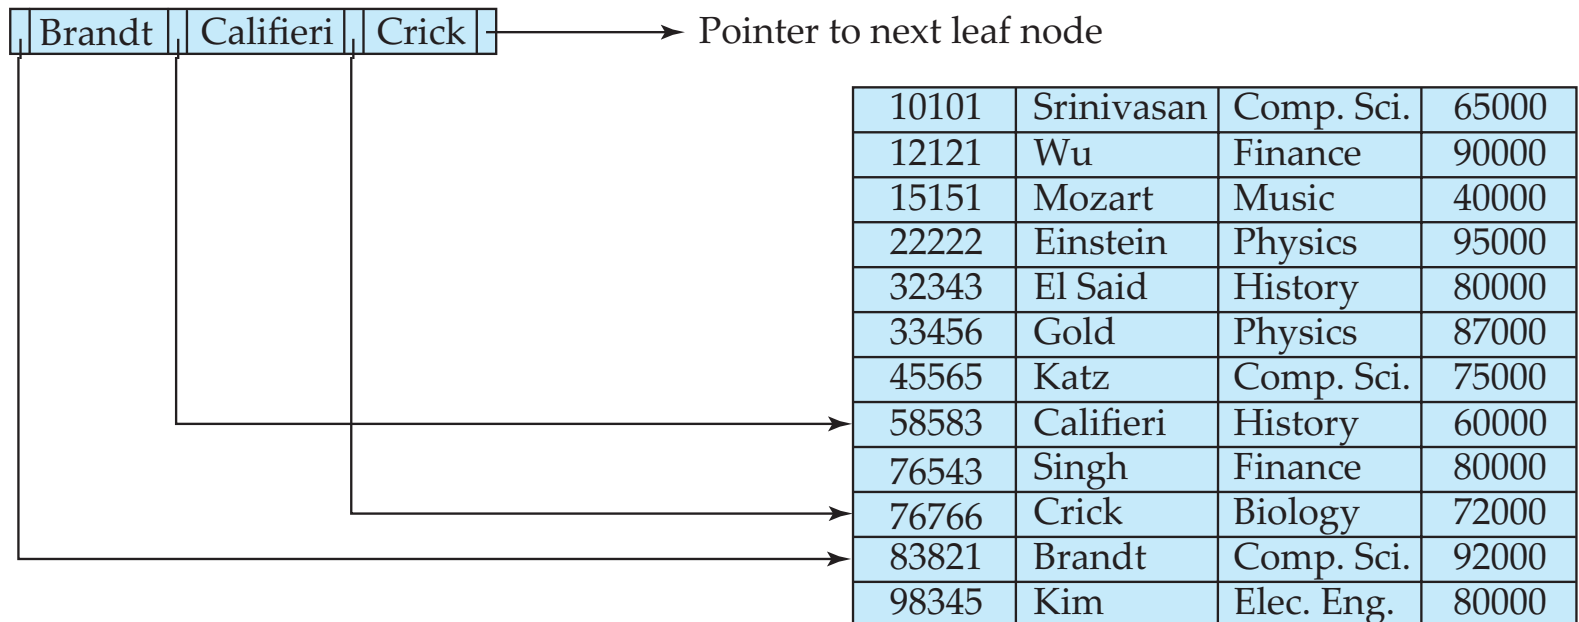 Brandt Califieri Crick Pointer to next leaf node
10101 Srinivasan Comp. Sci. 65000
12121 Wu Finance 90000
15151 Mozart Music 40000
22222 Einstein Physics 95000
32343 El Said History 80000
33456 Gold Physics 87000
45565 Katz Comp. Sci. 75000
58583 Califieri History 60000
76543 Singh Finance 80000
76766 Crick Biology 72000
83821 Brandt Comp. Sci. 92000
98345 Kim Elec. Eng. 80000